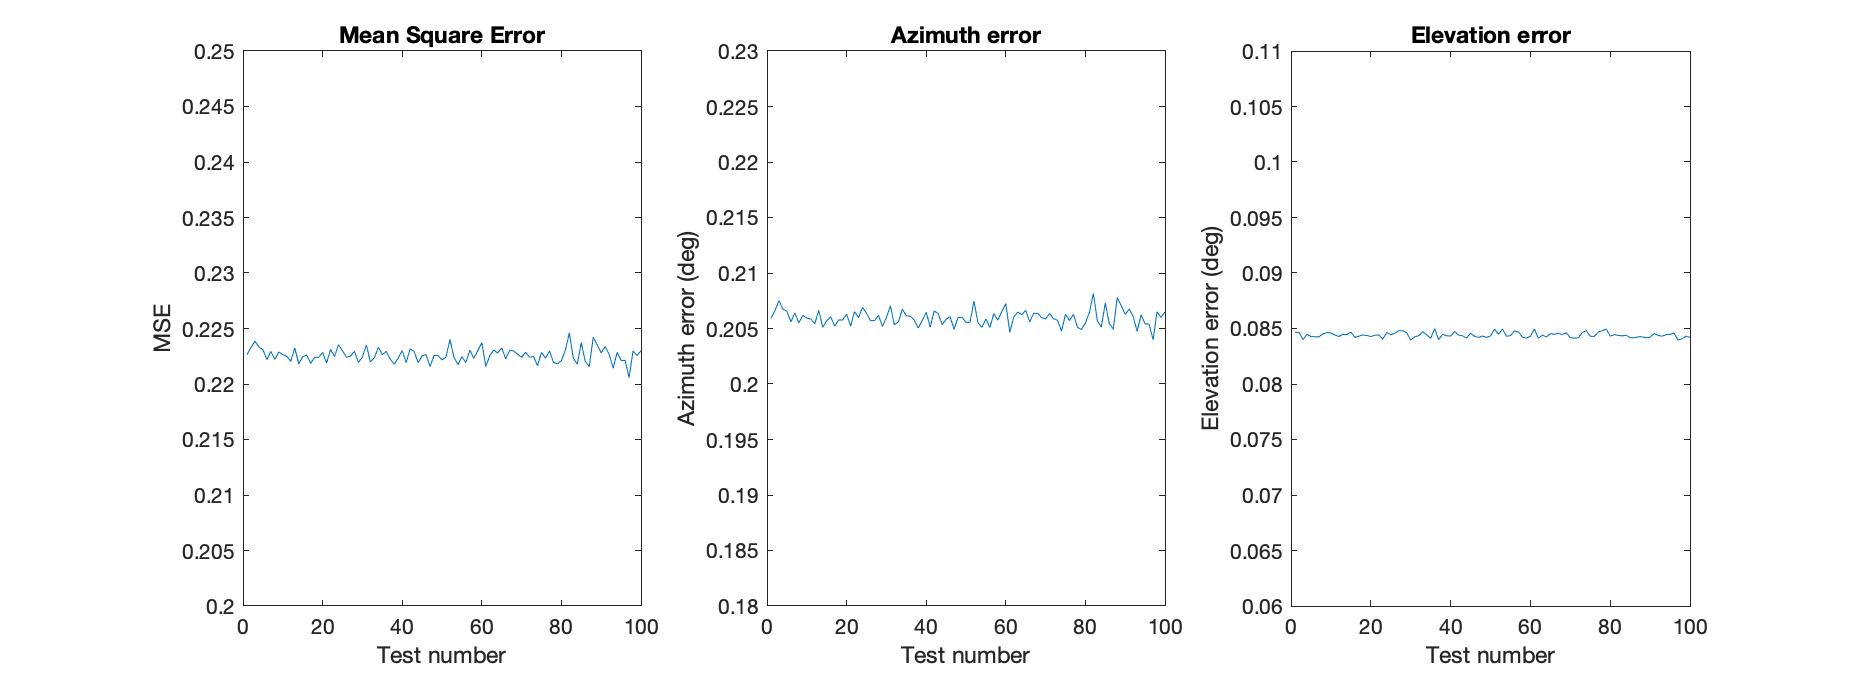 Mean Square Error
0.25
0.245
0.24
0.235
0.23
0.225
0.22
0.215
0.21
0.205
0.2
MSE
0 20 40 60 80 100
Test number
Azimuth error
0.23
0.225
0.22
0.215
0.21
0.205
0.2
0.195
0.19
0.185
0.18
Azimuth error (deg)
0 20 40 60 80 100
Test number
Elevation error
0.11
0.105
0.1
0.095
0.09
0.085
0.08
0.075
0.07
0.065
0.06
Elevation error (deg)
0 20 40 60 80 100
Test number